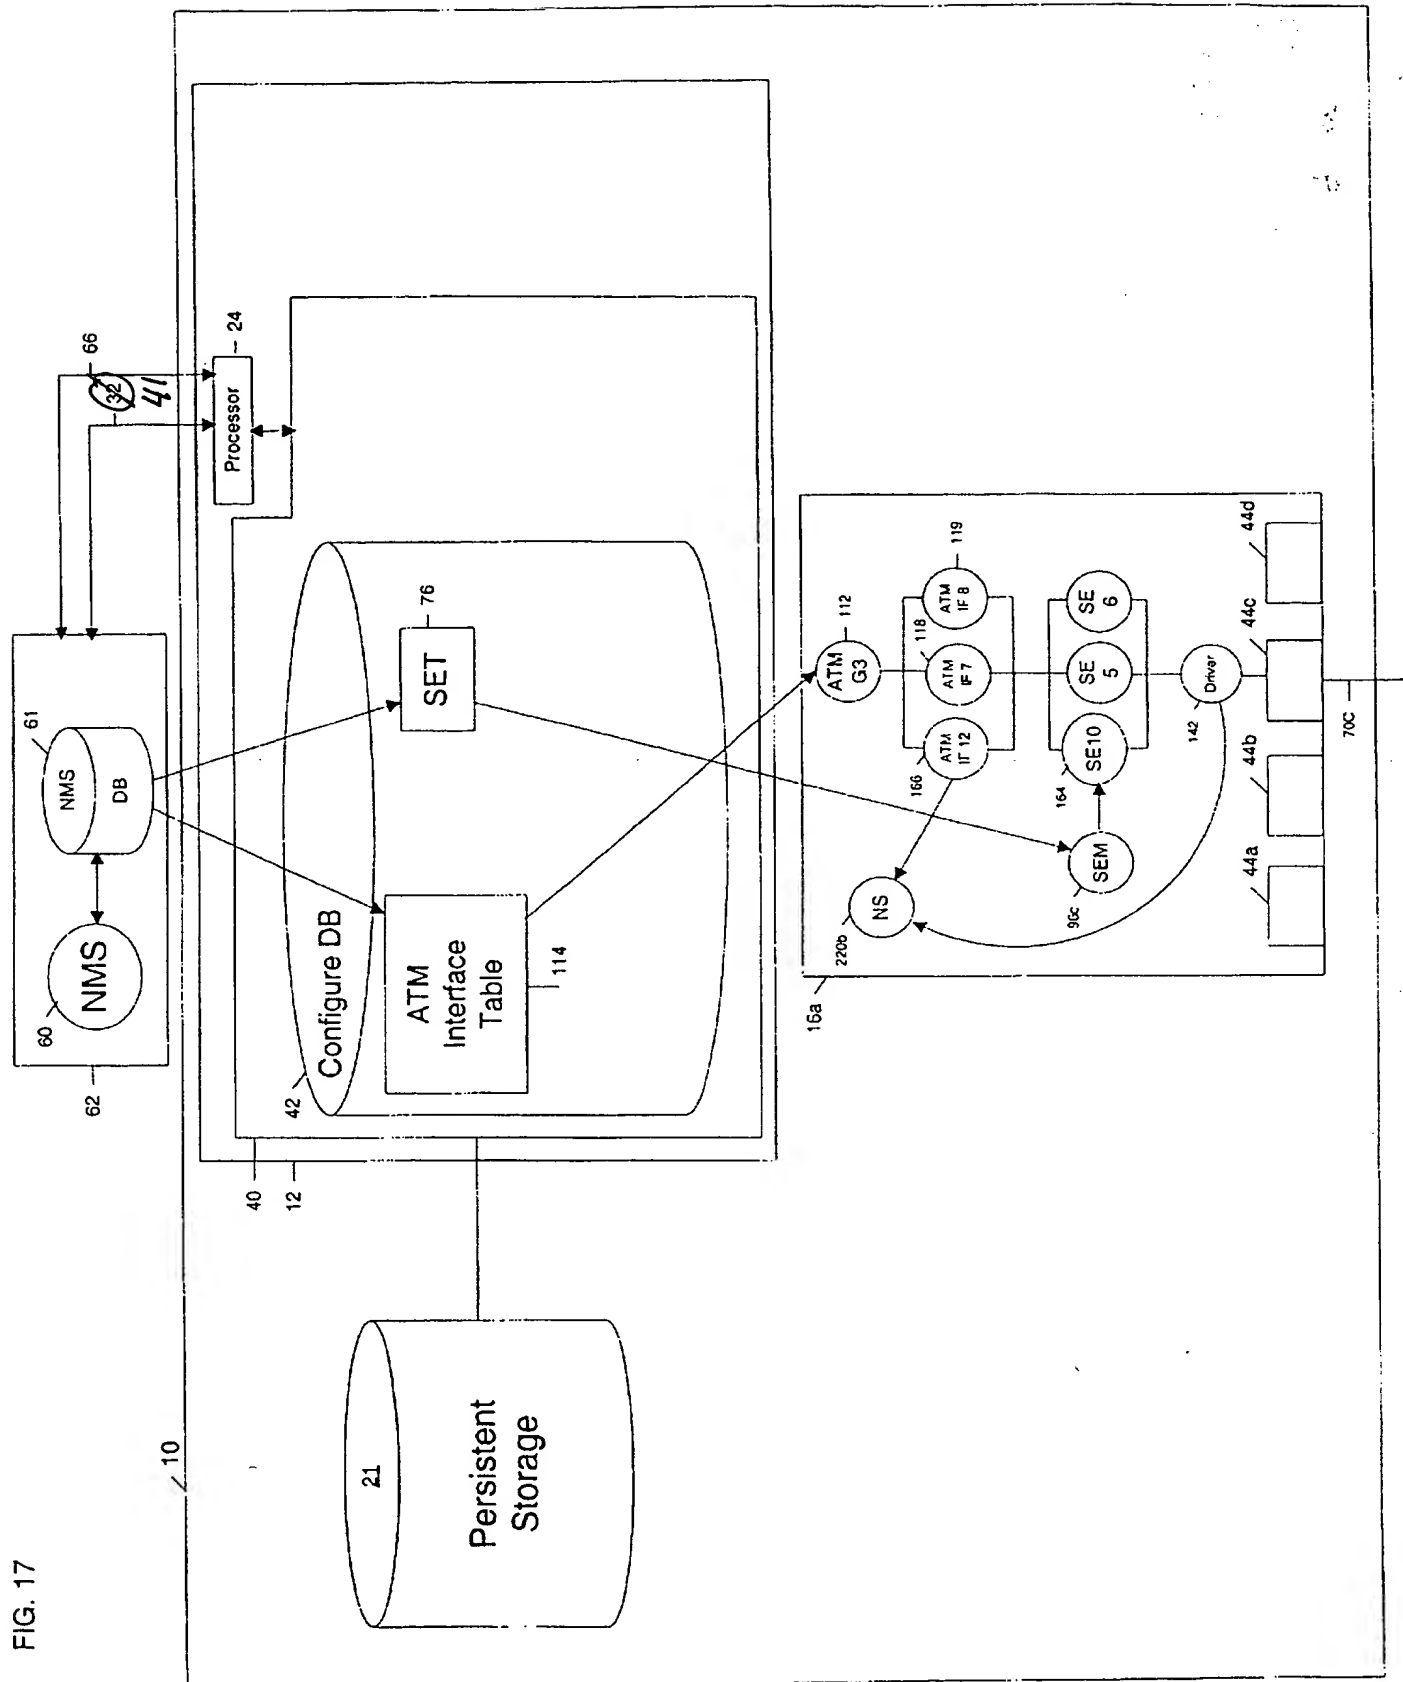 FIG. 17
10
62
60
NMS
61
NMS
DB
66
32
41
24
Processor
40
12
42
Configure DB
76
SET
ATM
Interface
Table
114
21
Persistent
Storage
16a
112
ATM
G3
118
119
ATM
IF 8
ATM
IF 7
166
ATM
IF 12
220b
NS
SE
6
SE
5
164
SE10
SEM
96c
Driver
142
44a
44b
44c
44d
70C